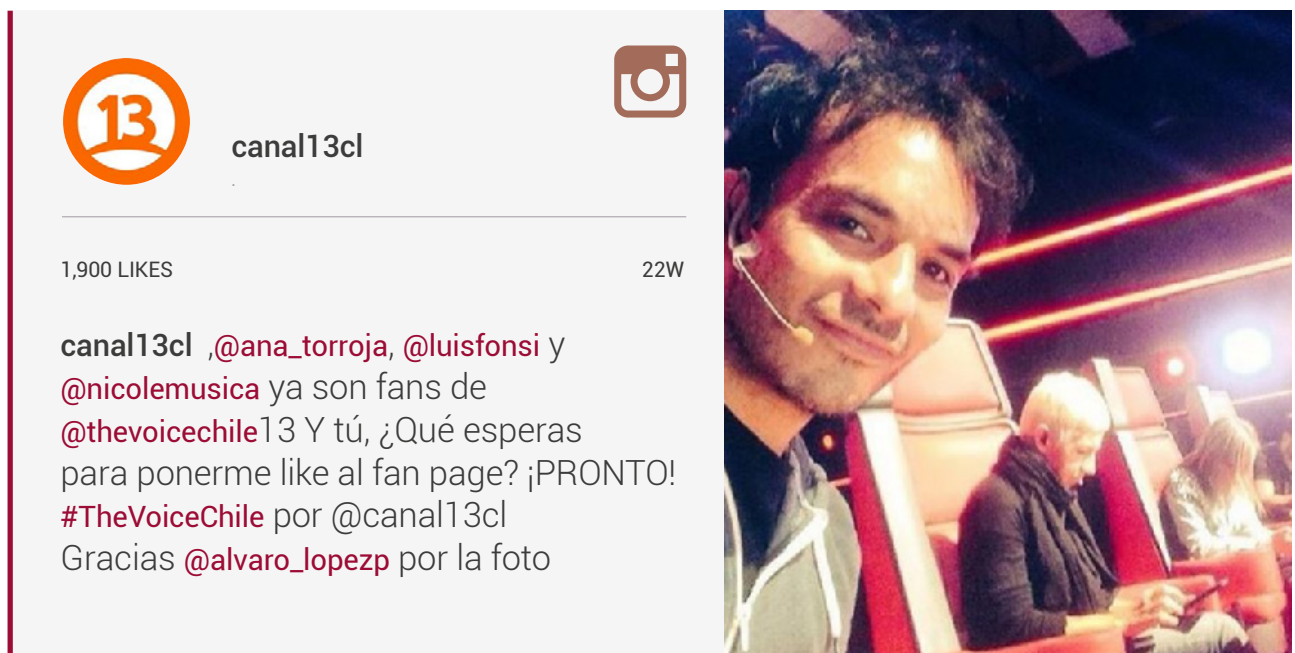 13
canal13cl
.
1,900 LIKES
22W
canal13cl ,@ana_torroja, @luisfonsi y
@nicolemusica ya son fans de
@thevoicechile13 Y tú, ¿Qué esperas
para ponerme like al fan page? ¡PRONTO!
#TheVoiceChile por @canal13cl
Gracias @alvaro_lopezp por la foto